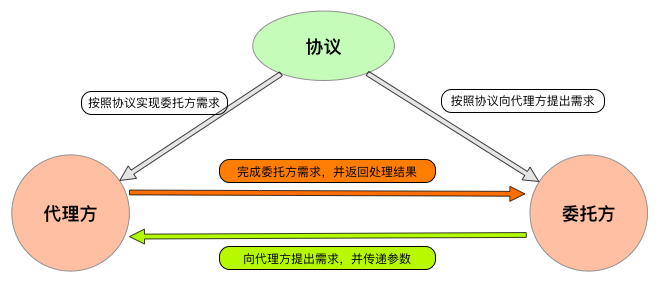 协议
按照协议实现委托方需求
按照协议向代理方提出需求
完成委托方需求，并返回处理结果
代理方
委托方
向代理方提出需求，并传递参数